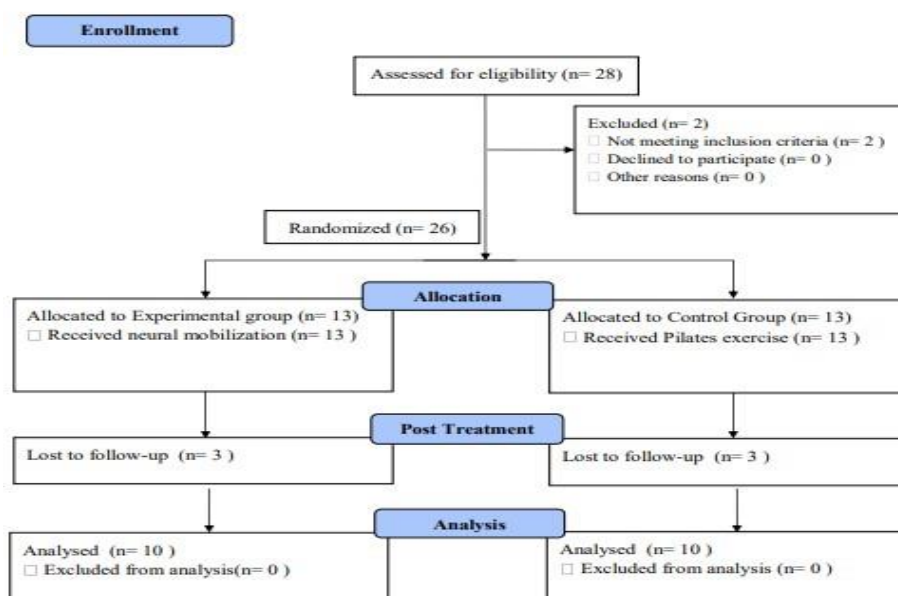 Enrollment
Assessed for eligibility (n= 28)
Excluded (n= 2)
□ Not meeting inclusion criteria (n= 2 )
□ Declined to participate (n= 0 )
□ Other reasons (n= 0 )
Randomized (n= 26)
Allocation
Allocated to Experimental group (n= 13)
□ Received neural mobilization (n= 13 )
Allocated to Control Group (n= 13)
□ Received Pilates exercise (n= 13 )
Post Treatment
Lost to follow-up (n= 3 )
Lost to follow-up (n= 3 )
Analysis
Analysed (n= 10 )
□ Excluded from analysis(n= 0 )
Analysed (n= 10 )
□ Excluded from analysis (n= 0 )